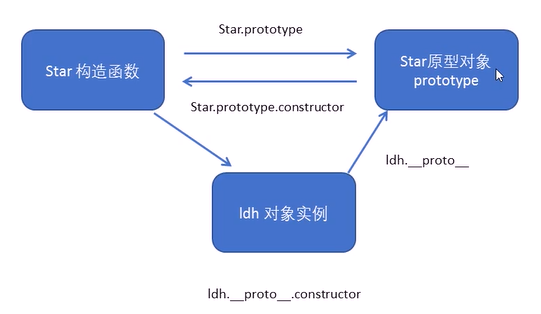 Star.prototype
Star 构造函数
Star原型对象
prototype
Star.prototype.constructor
ldh.__proto__
ldh 对象实例
ldh.__proto__.constructor